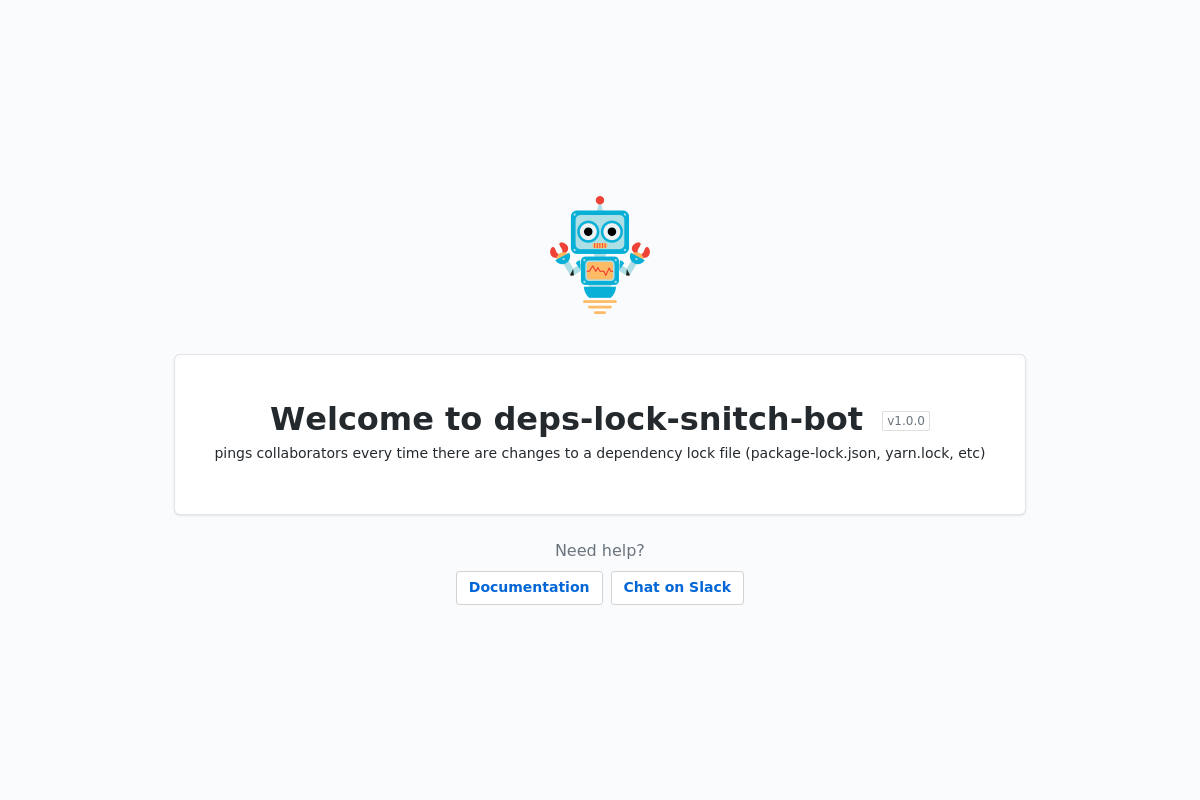 Welcome to deps-lock-snitch-bot v1.0.0
pings collaborators every time there are changes to a dependency lock file (package-lock.json, yarn.lock, etc)
Need help?
Documentation Chat on Slack